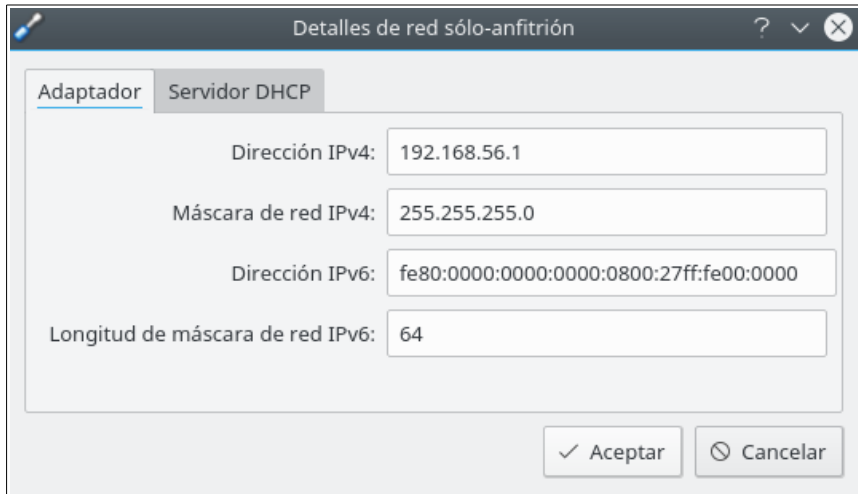 Detalles de red sólo-anfitrión
Adaptador
Servidor DHCP
Dirección IPv4: 192.168.56.1
Máscara de red IPv4: 255.255.255.0
Dirección IPv6: fe80:0000:0000:0000:0800:27ff:fe00:0000
Longitud de máscara de red IPv6: 64
Aceptar
Cancelar